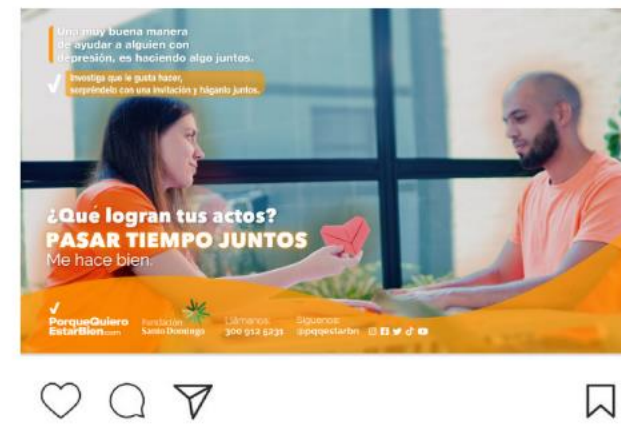 Una muy buena manera
de ayudar a alguien con
depresión, es haciendo algo juntos.
Investiga que le gusta hacer,
sorpréndelo con una invitación y háganlo juntos.
¿Qué logran tus actos?
PASAR TIEMPO JUNTOS
Me hace bien.
PorqueQuiero
EstarBien.com
Fundación
Santo Domingo
Llámanos:
300 912 5231
Síguenos:
@pqqestarbn